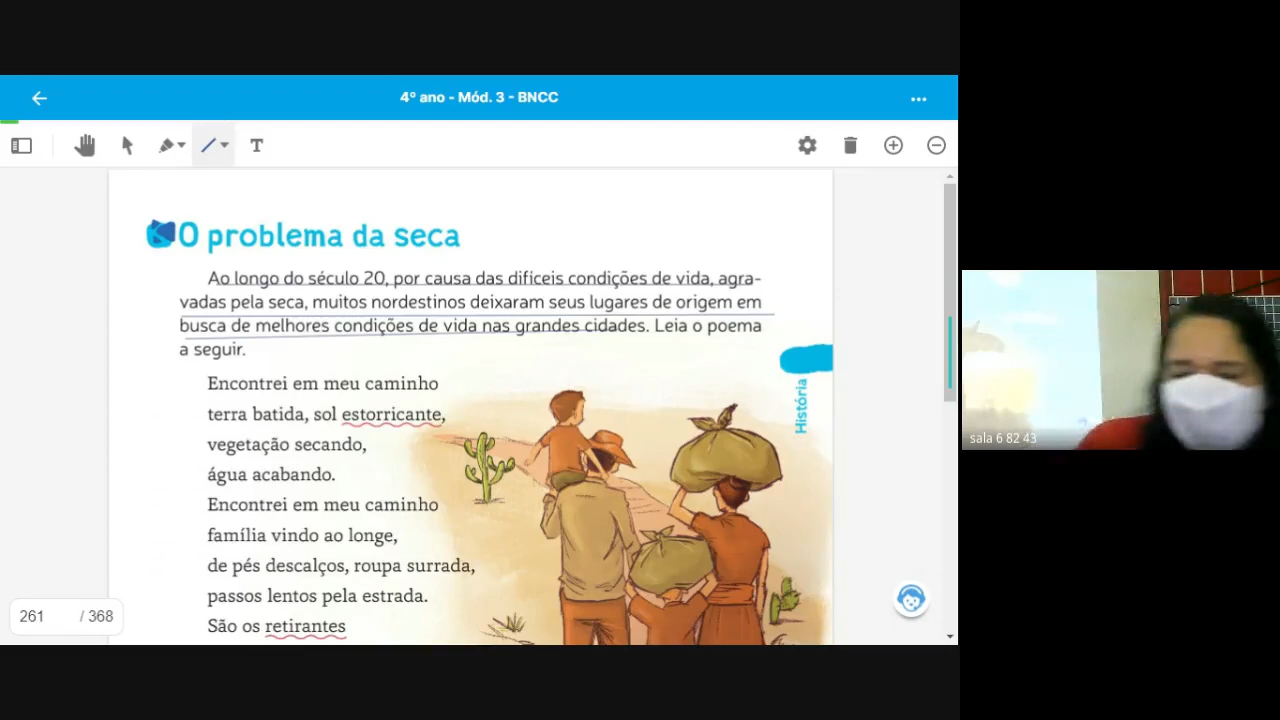 4º ano - Mód. 3 - BNCC
T
O problema da seca
Ao longo do século 20, por causa das difíceis condições de vida, agra-
vadas pela seca, muitos nordestinos deixaram seus lugares de origem em
busca de melhores condições de vida nas grandes cidades. Leia o poema
a seguir.
Encontrei em meu caminho
terra batida, sol estorricante,
vegetação secando,
água acabando.
Encontrei em meu caminho
família vindo ao longe,
de pés descalços, roupa surrada,
passos lentos pela estrada.
São os retirantes
História
261 / 368
sala 6 82 43